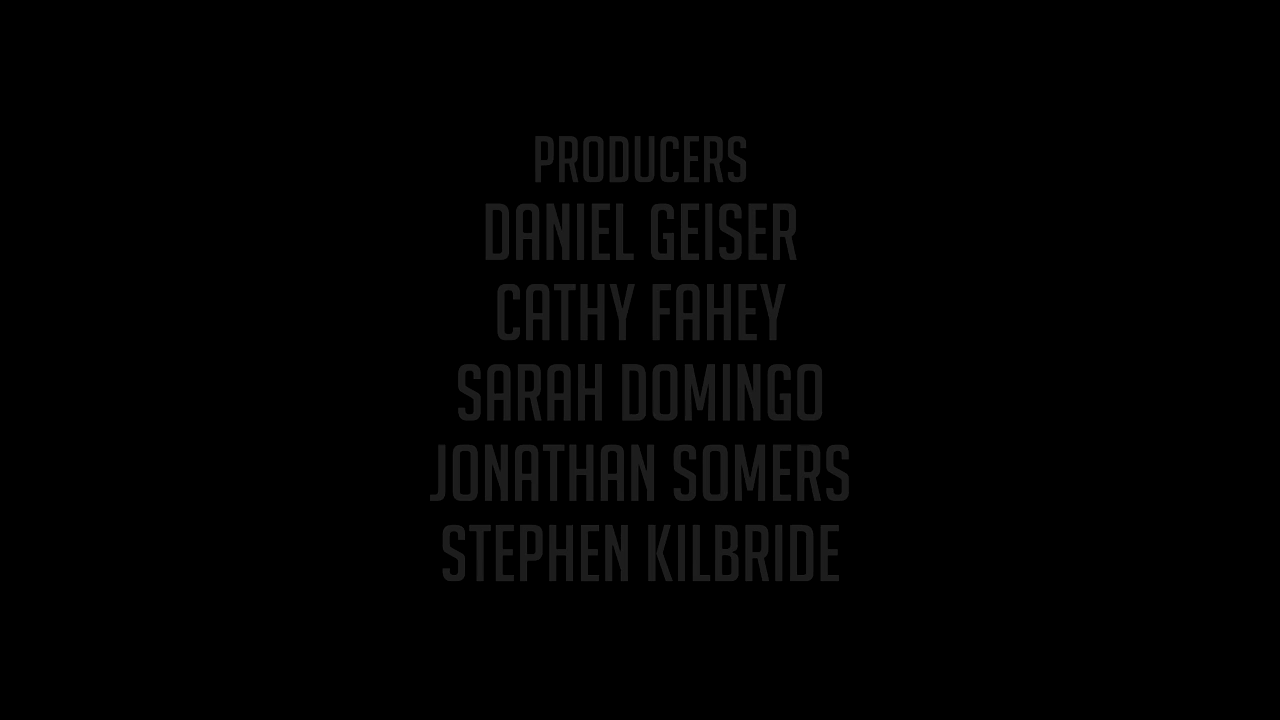 PRODUCERS
DANIEL GEISER
CATHY FAHEY
SARAH DOMINGO
JONATHAN SOMERS
STEPHEN KILBRIDE